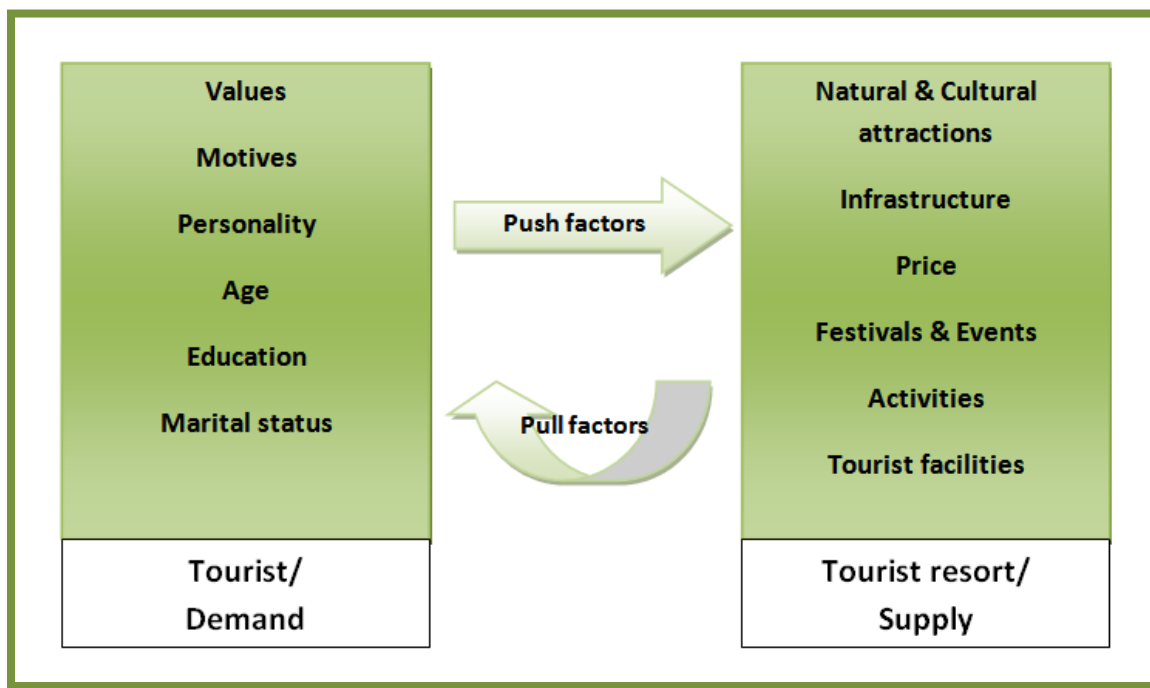 Values
Motives
Personality
Age
Education
Marital status
Tourist/
Demand
Push factors
Pull factors
Natural & Cultural
attractions
Infrastructure
Price
Festivals & Events
Activities
Tourist facilities
Tourist resort/
Supply